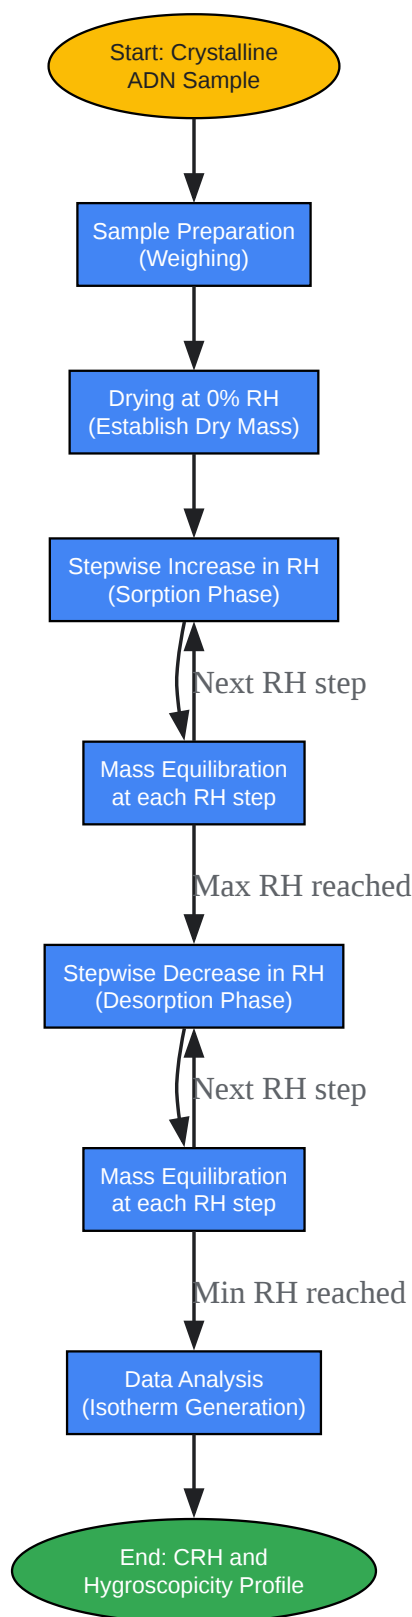 Start: Crystalline
ADN Sample
Sample Preparation
(Weighing)
Drying at 0% RH
(Establish Dry Mass)
Stepwise Increase in RH
(Sorption Phase)
Next RH step
Mass Equilibration
at each RH step
Max RH reached
Stepwise Decrease in RH
(Desorption Phase)
Next RH step
Mass Equilibration
at each RH step
Min RH reached
Data Analysis
(Isotherm Generation)
End: CRH and
Hygroscopicity Profile